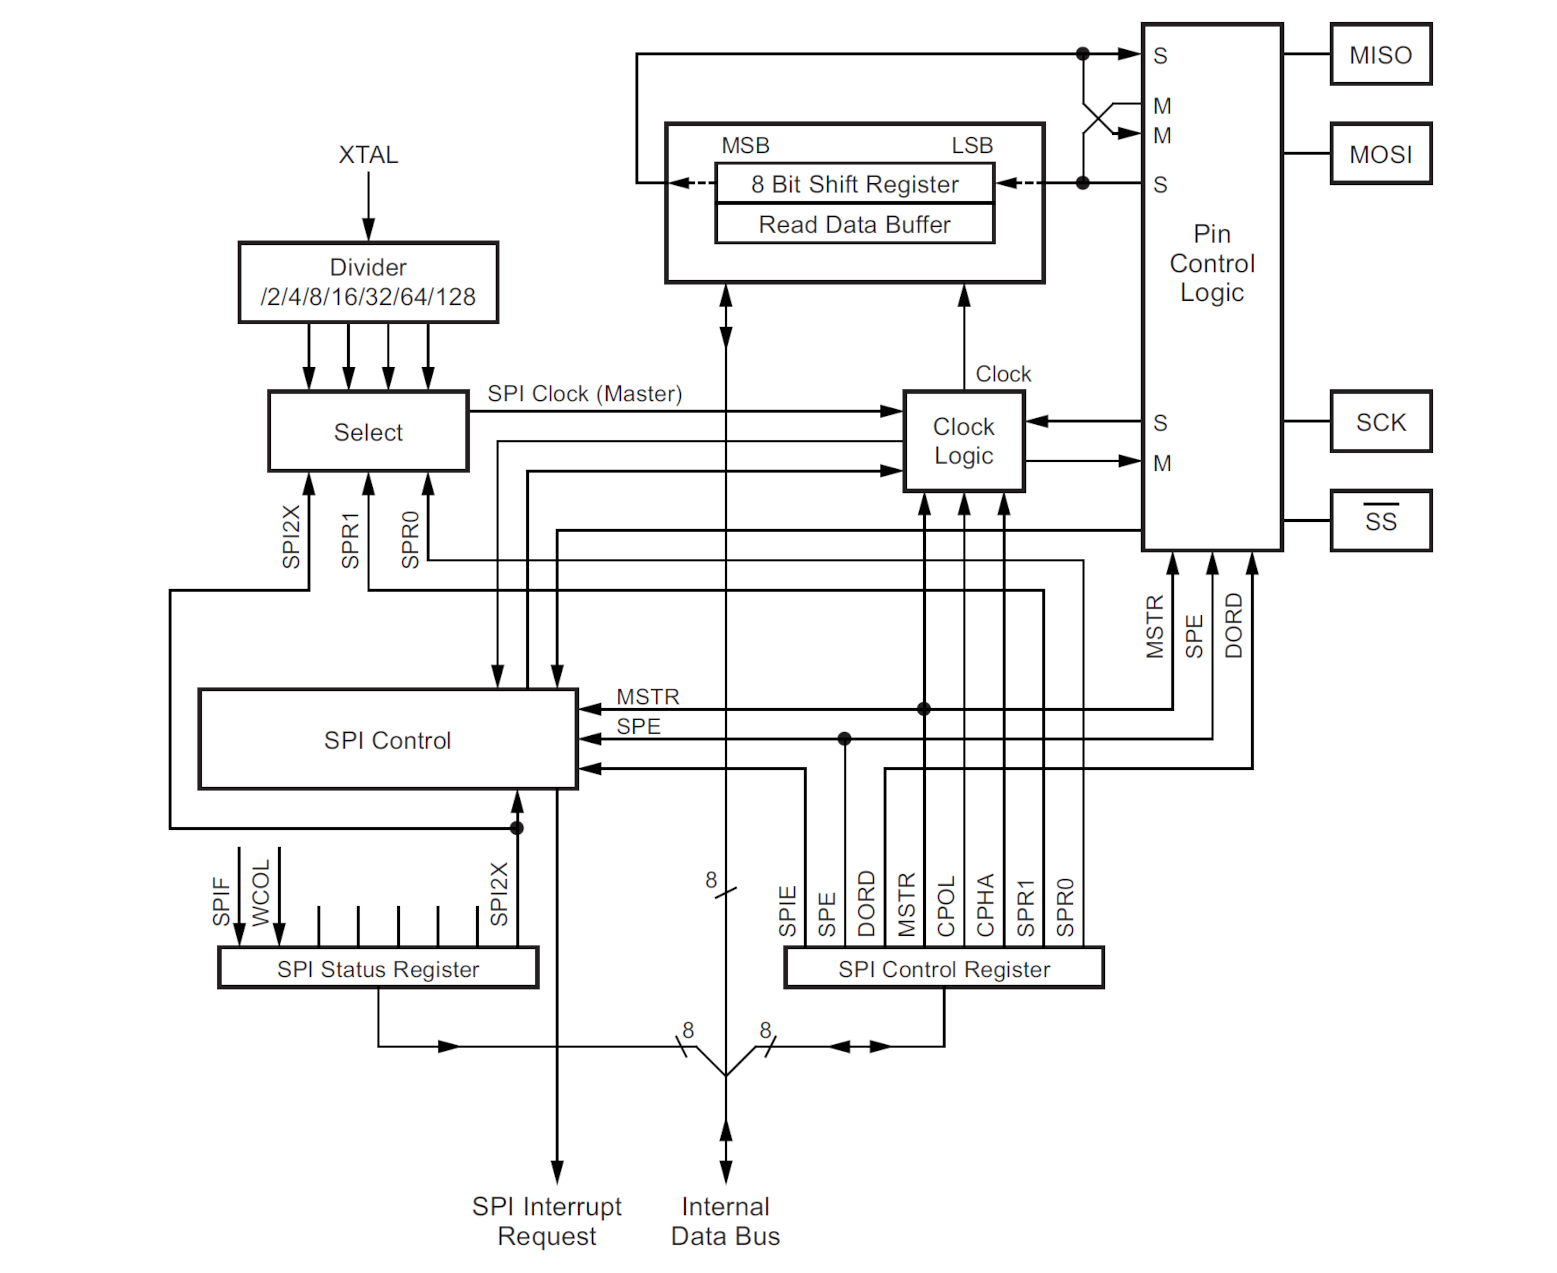 S
MISO
M
M
MSB
LSB
MOSI
XTAL
8 Bit Shift Register
S
Read Data Buffer
Pin
Control
Logic
Divider
/2/4/8/16/32/64/128
Clock
SPI Clock (Master)
Select
Clock
Logic
S
SCK
M
SPI2X
SPR1
SPR0
SS
MSTR
SPE
DORD
MSTR
SPE
SPI Control
SPIF
WCOL
SPI2X
8
SPIE
SPE
DORD
MSTR
CPOL
CPHA
SPR1
SPR0
SPI Status Register
SPI Control Register
8
8
SPI Interrupt
Request
Internal
Data Bus